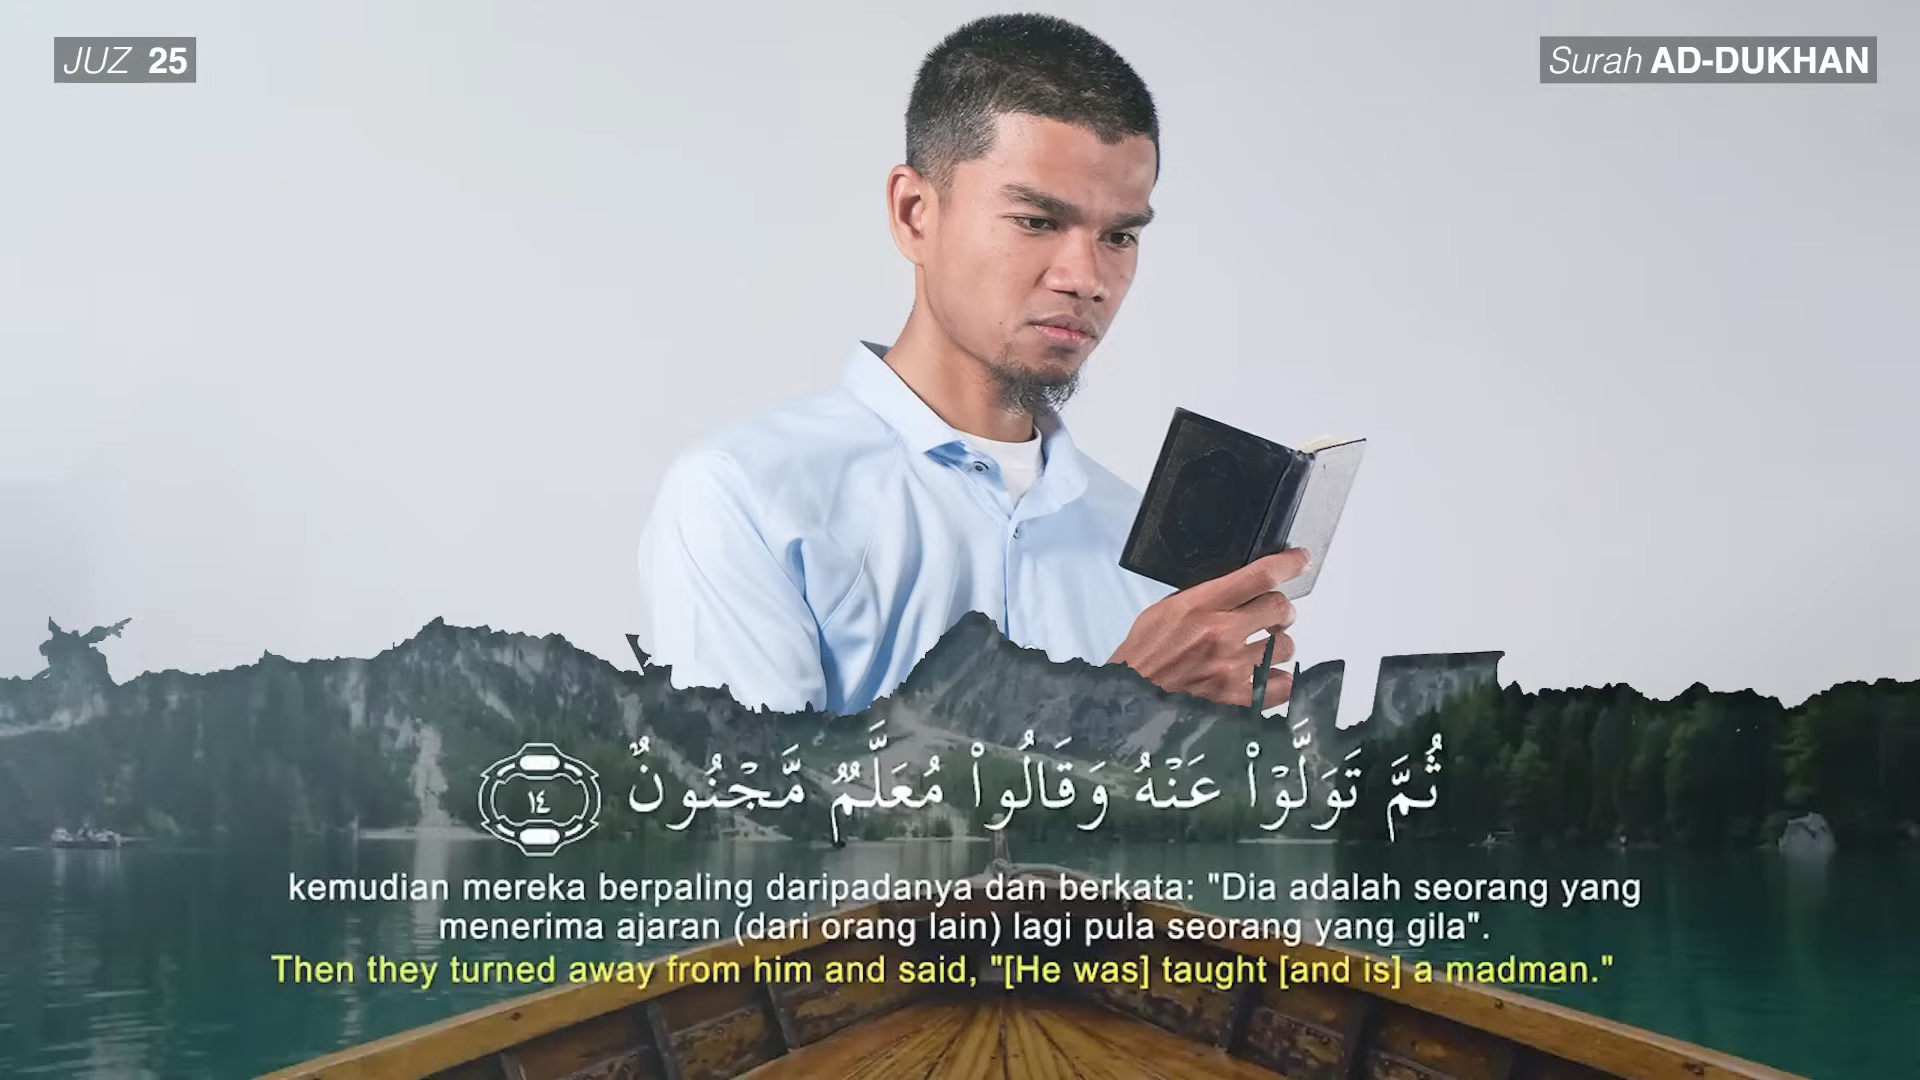 JUZ 25
Surah AD-DUKHAN
ثُمَّ تَوَلَّوْا۟ عَنْهُ وَقَالُوا۟ مُعَلَّمٌ مَّجْنُونٌ ١٤
kemudian mereka berpaling daripadanya dan berkata: "Dia adalah seorang yang
menerima ajaran (dari orang lain) lagi pula seorang yang gila".
Then they turned away from him and said, "[He was] taught [and is] a madman."